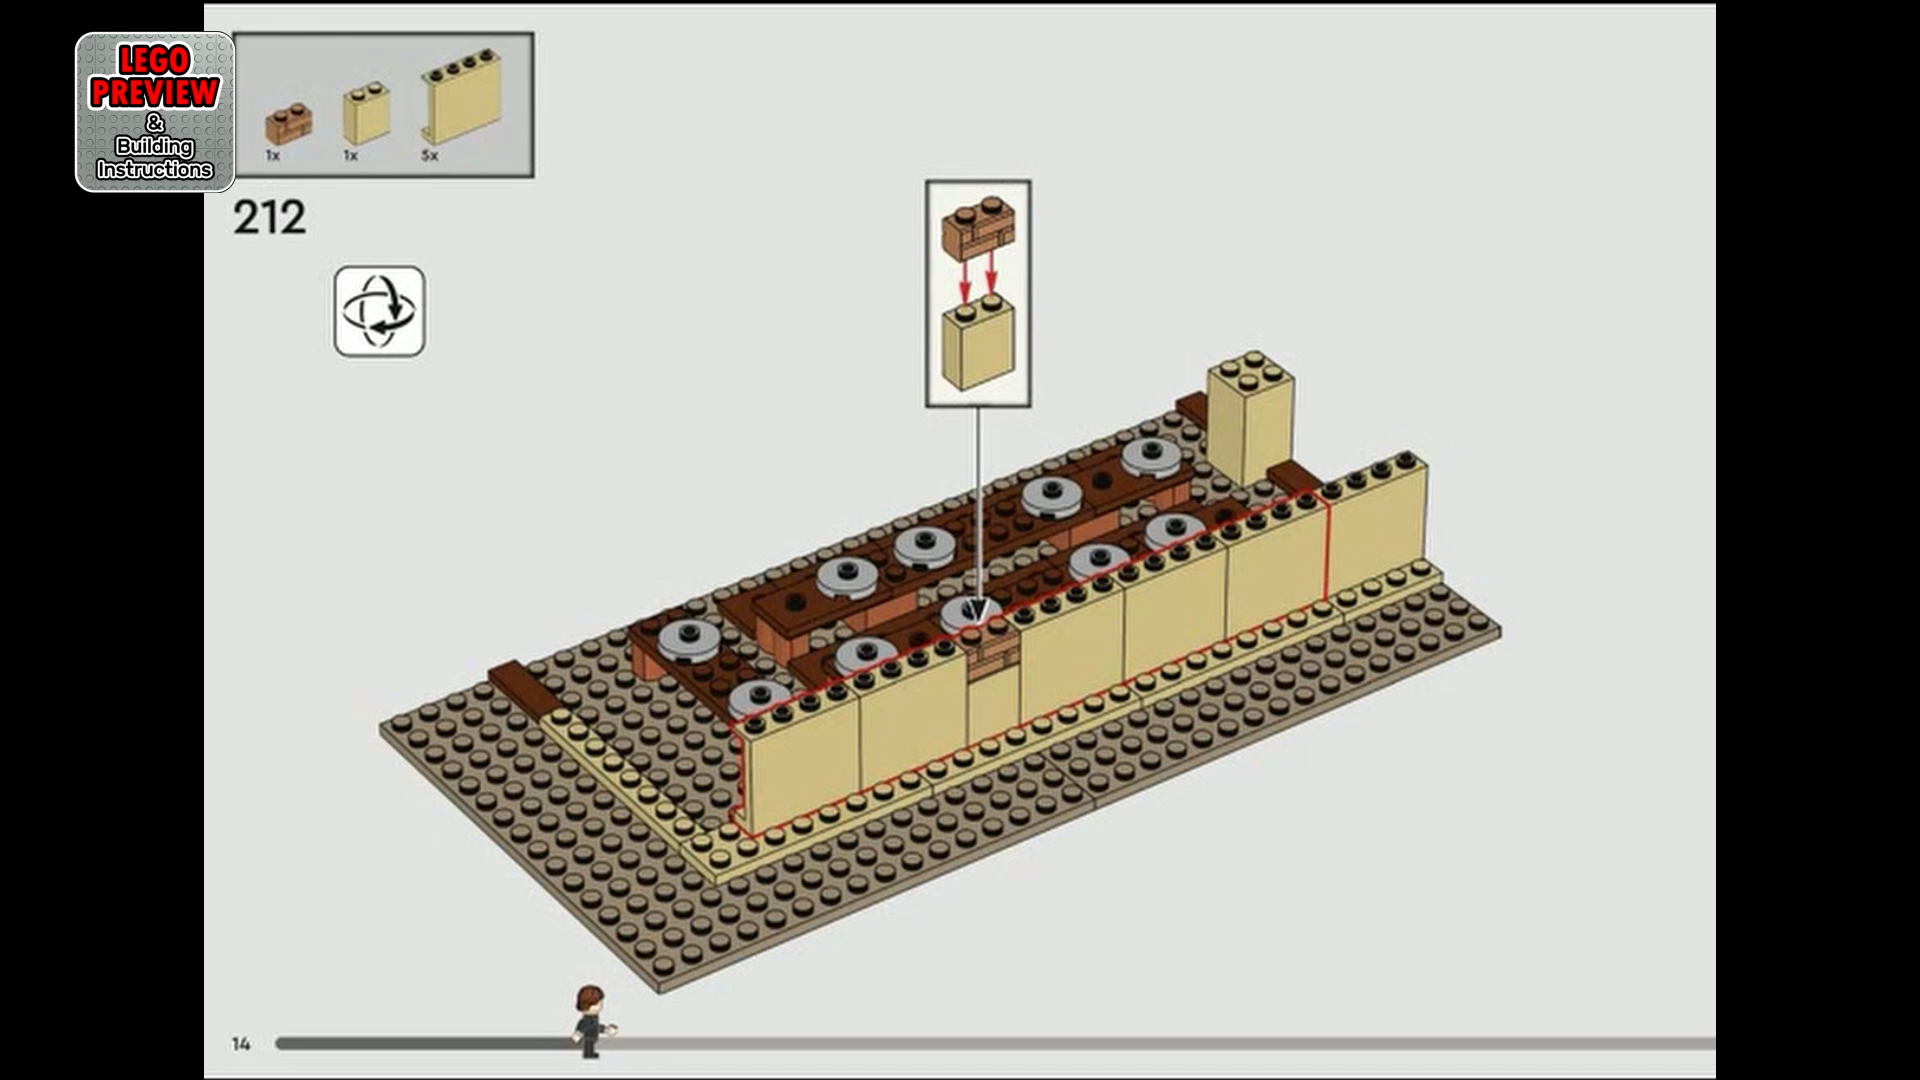 LEGO
PREVIEW
&
Building
Instructions
1x
1x
5x
212
14